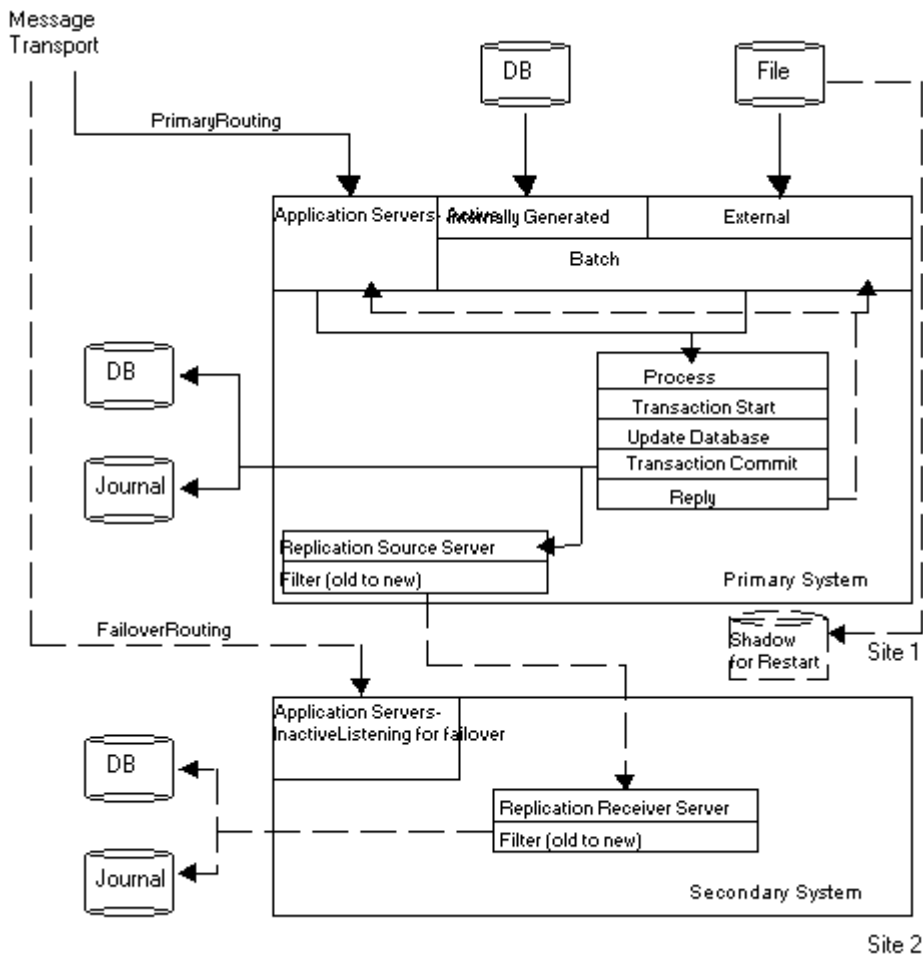 Message
Transport
DB
File
PrimaryRouting
Application Servers- Active
Internally Generated
External
Batch
DB
Process
Transaction Start
Update Database
Transaction Commit
Journal
Reply
Replication Source Server
Filter (old to new)
Primary System
FailoverRouting
Shadow
for Restart
Site 1
Application Servers-
InactiveListening for failover
DB
Replication Receiver Server
Filter (old to new)
Journal
Secondary System
Site 2